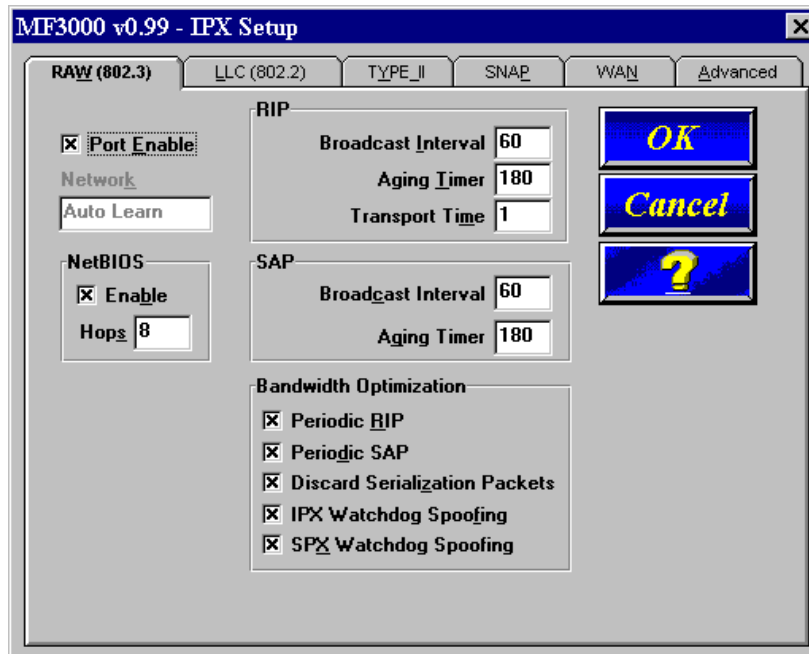 MF3000 v0.99 - IPX Setup
RAW (802.3)
LLC (802.2)
TYPE_II
SNAP
WAN
Advanced
Port Enable
Network
Auto Learn
NetBIOS
Enable
Hops 8
RIP
Broadcast Interval 60
Aging Timer 180
Transport Time 1
SAP
Broadcast Interval 60
Aging Timer 180
Bandwidth Optimization
Periodic RIP
Periodic SAP
Discard Serialization Packets
IPX Watchdog Spoofing
SPX Watchdog Spoofing
OK
Cancel
?